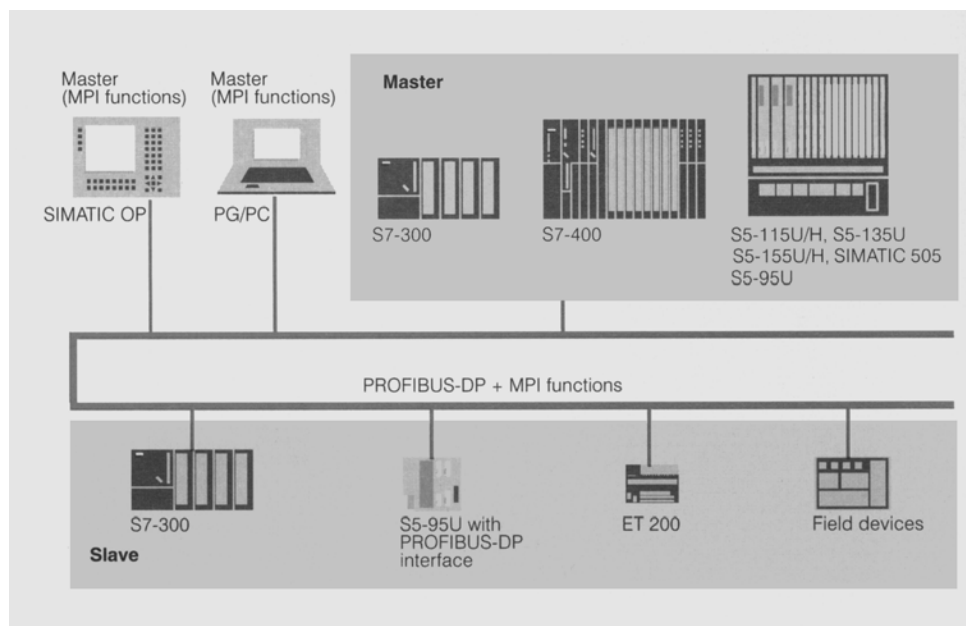 Master
(MPI functions)
SIMATIC OP
Master
(MPI functions)
PG/PC
Master
S7-300
S7-400
S5-115U/H, S5-135U
S5-155U/H, SIMATIC 505
S5-95U
PROFIBUS-DP + MPI functions
S7-300
S5-95U with
PROFIBUS-DP
interface
ET 200
Field devices
Slave